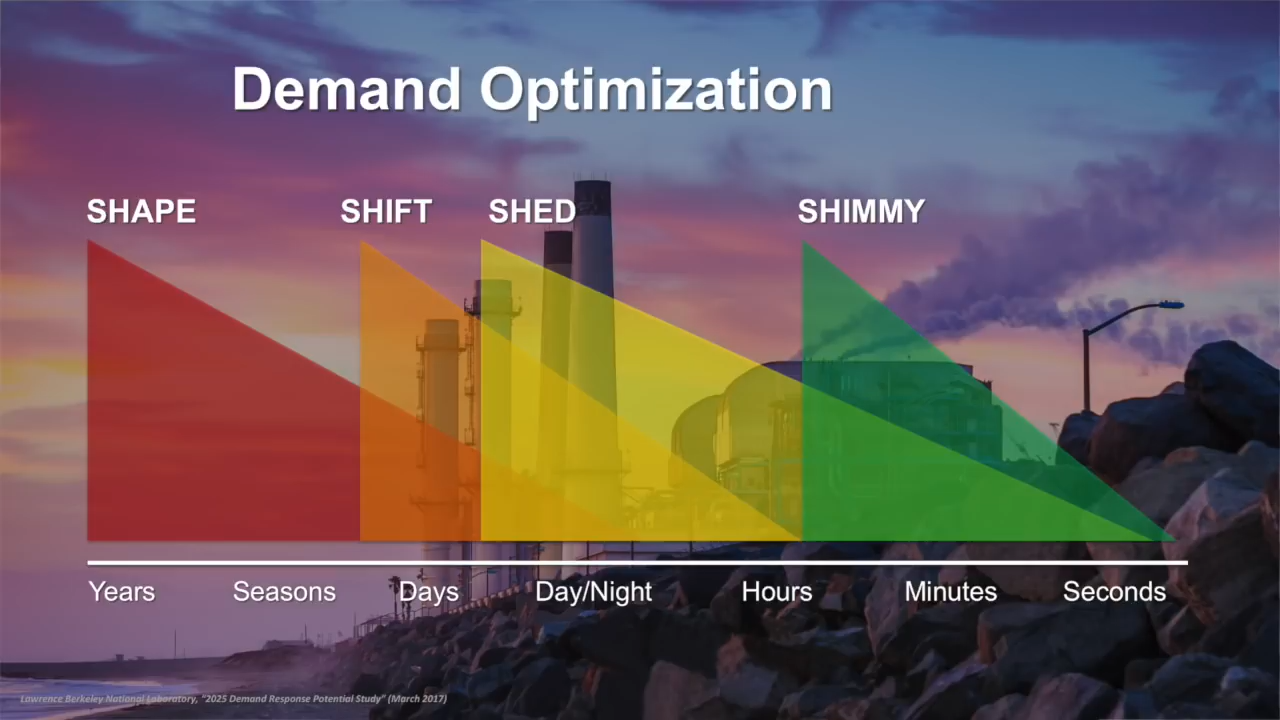 Demand Optimization
SHAPE SHIFT SHED SHIMMY
Years Seasons Days Day/Night Hours Minutes Seconds
Lawrence Berkeley National Laboratory, "2025 Demand Response Potential Study" (March 2017)